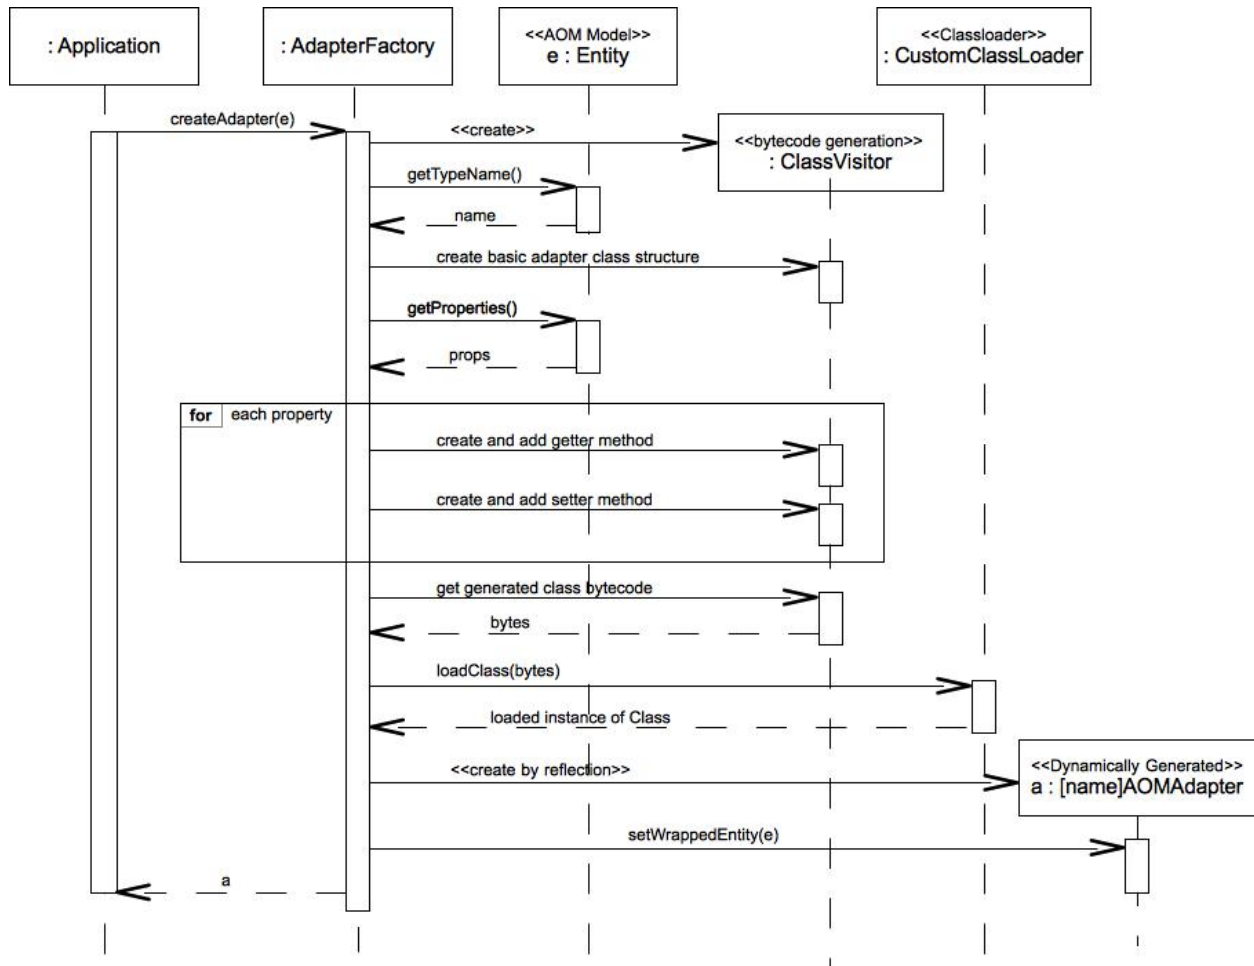 : Application
: AdapterFactory
<<AOM Model>>
e : Entity
<<Classloader>>
: CustomClassLoader
createAdapter(e)
<<create>>
<<bytecode generation>>
: ClassVisitor
getTypeName()
name
create basic adapter class structure
getProperties()
props
for each property
create and add getter method
create and add setter method
get generated class bytecode
bytes
loadClass(bytes)
loaded instance of Class
<<create by reflection>>
<<Dynamically Generated>>
a : [name]AOMAdapter
setWrappedEntity(e)
a